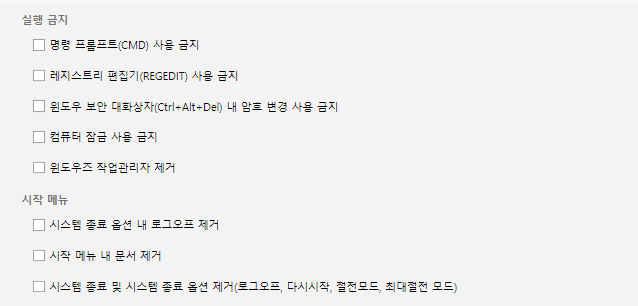 실행 금지
명령 프롬프트(CMD) 사용 금지
레지스트리 편집기(REGEDIT) 사용 금지
윈도우 보안 대화상자(Ctrl+Alt+Del) 내 암호 변경 사용 금지
컴퓨터 잠금 사용 금지
윈도우즈 작업관리자 제거
시작 메뉴
시스템 종료 옵션 내 로그오프 제거
시작 메뉴 내 문서 제거
시스템 종료 및 시스템 종료 옵션 제거(로그오프, 다시시작, 절전모드, 최대절전 모드)